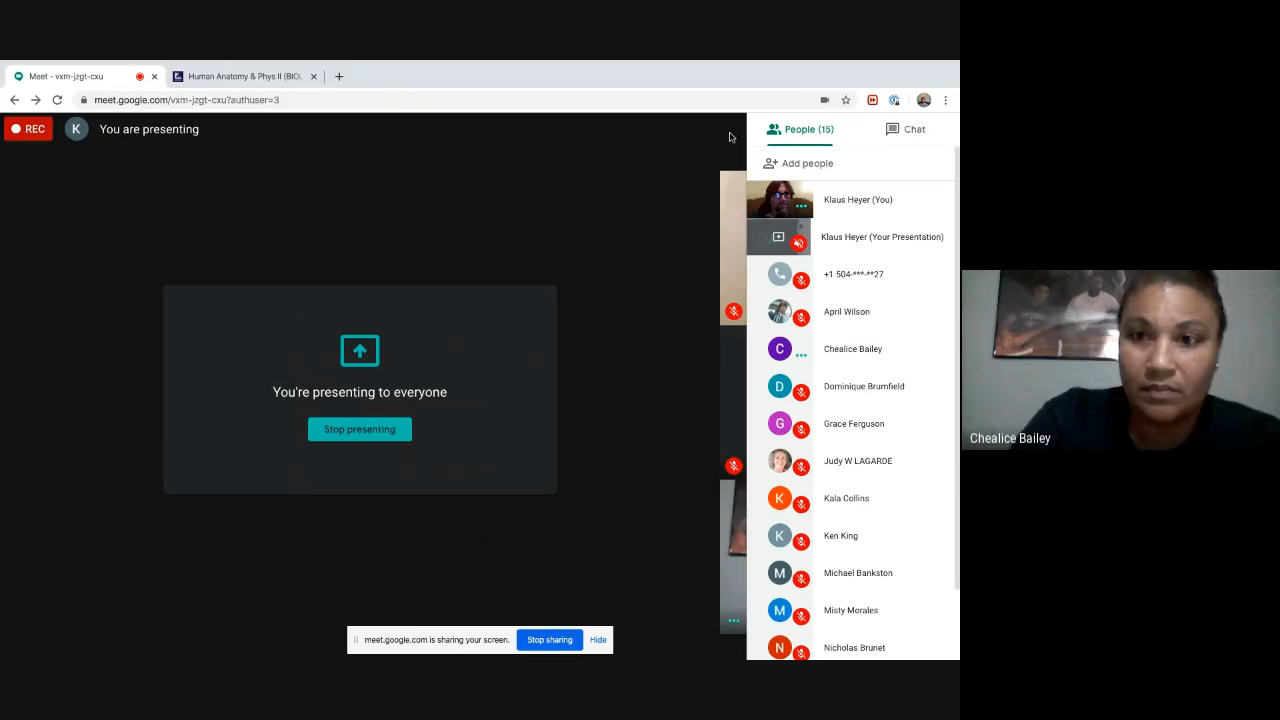 Meet - vxm-jzgt-cxu
Human Anatomy & Phys II (BIOL
meet.google.com/vxm-jzgt-cxu?authuser=3
REC
K
You are presenting
People (15)
Chat
Add people
Klaus Heyer (You)
Klaus Heyer (Your Presentation)
+1 504-***-**27
April Wilson
C
Chealice Bailey
D
Dominique Brumfield
G
Grace Ferguson
Judy W LAGARDE
K
Kala Collins
K
Ken King
M
Michael Bankston
M
Misty Morales
N
Nicholas Brunet
You're presenting to everyone
Stop presenting
meet.google.com is sharing your screen.
Stop sharing
Hide
Chealice Bailey